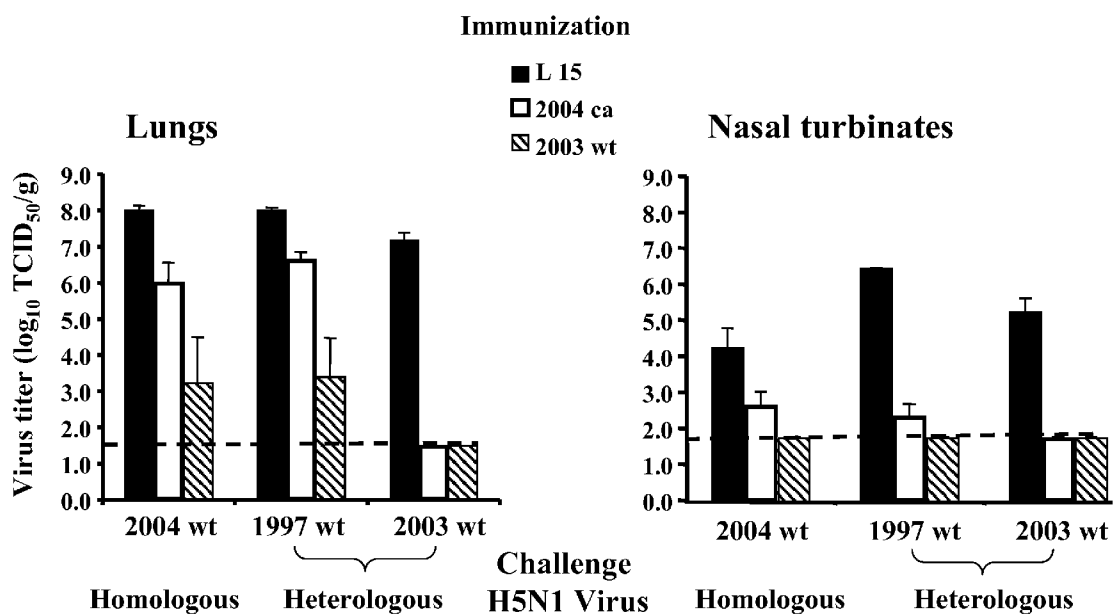 Immunization
L 15
2004 ca
2003 wt
Lungs
Nasal turbinates
Virus titer (log10 TCID50/g)
9.0
8.0
7.0
6.0
5.0
4.0
3.0
2.0
1.0
0.0
2004 wt
1997 wt
2003 wt
Homologous
Heterologous
9.0
8.0
7.0
6.0
5.0
4.0
3.0
2.0
1.0
0.0
2004 wt
1997 wt
2003 wt
Homologous
Heterologous
Challenge
H5N1 Virus